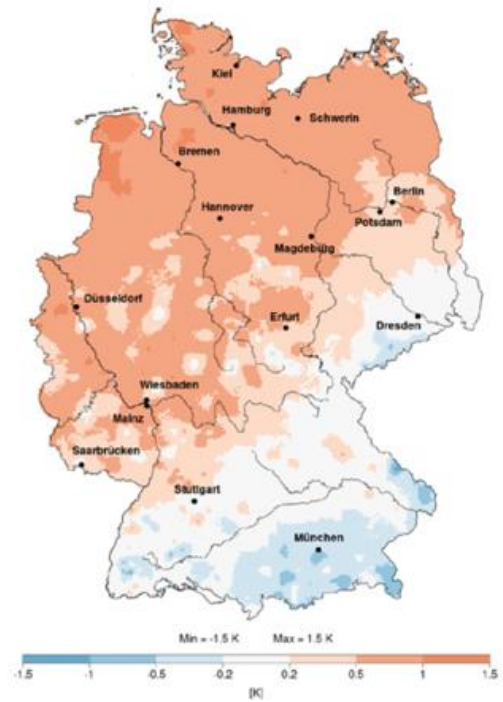 Kiel
Hamburg
Schwerin
Bremen
Berlin
Hannover
Potsdam
Magdeburg
Düsseldorf
Erfurt
Dresden
Wiesbaden
Mainz
Saarbrücken
Stuttgart
München
Min = -1.5 K Max = 1.5 K
-1.5 -1 -0.5 -0.2 0.2 0.5 1 1.5
[K]